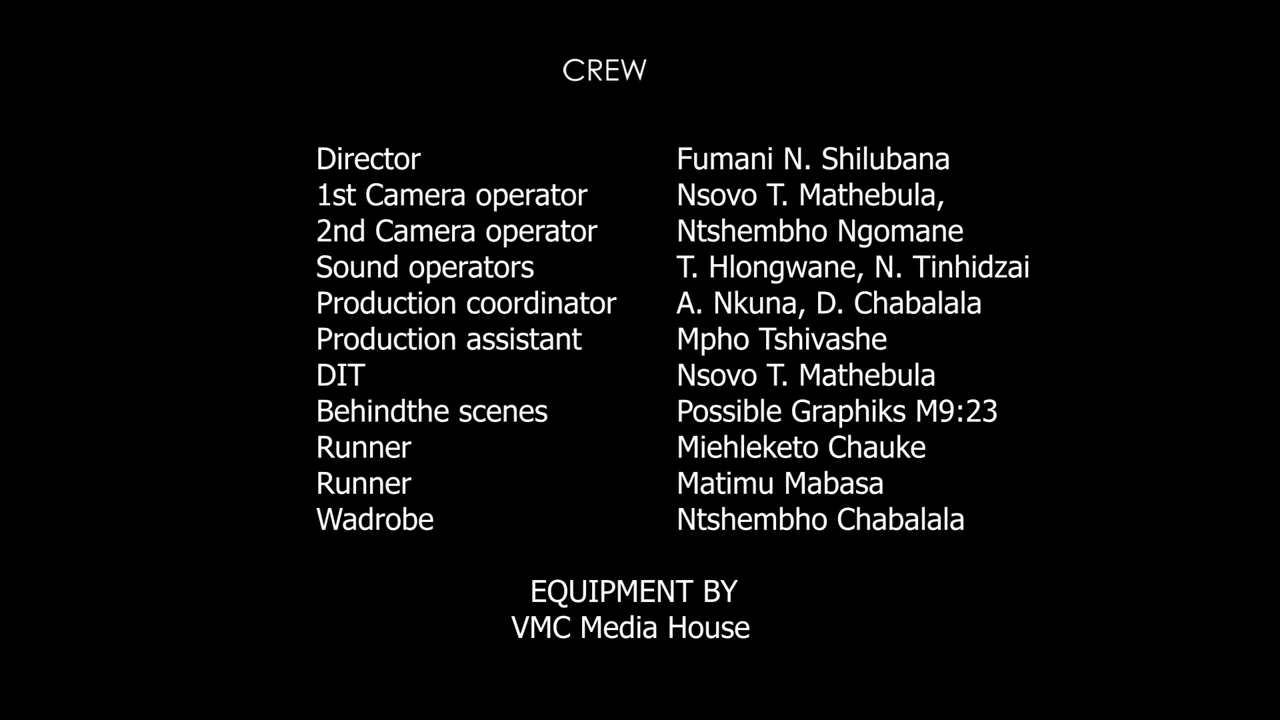 CREW
Director Fumani N. Shilubana
1st Camera operator Nsovo T. Mathebula,
2nd Camera operator Ntshembho Ngomane
Sound operators T. Hlongwane, N. Tinhidzai
Production coordinator A. Nkuna, D. Chabalala
Production assistant Mpho Tshivashe
DIT Nsovo T. Mathebula
Behindthe scenes Possible Graphiks M9:23
Runner Miehleketo Chauke
Runner Matimu Mabasa
Wadrobe Ntshembho Chabalala
EQUIPMENT BY
VMC Media House